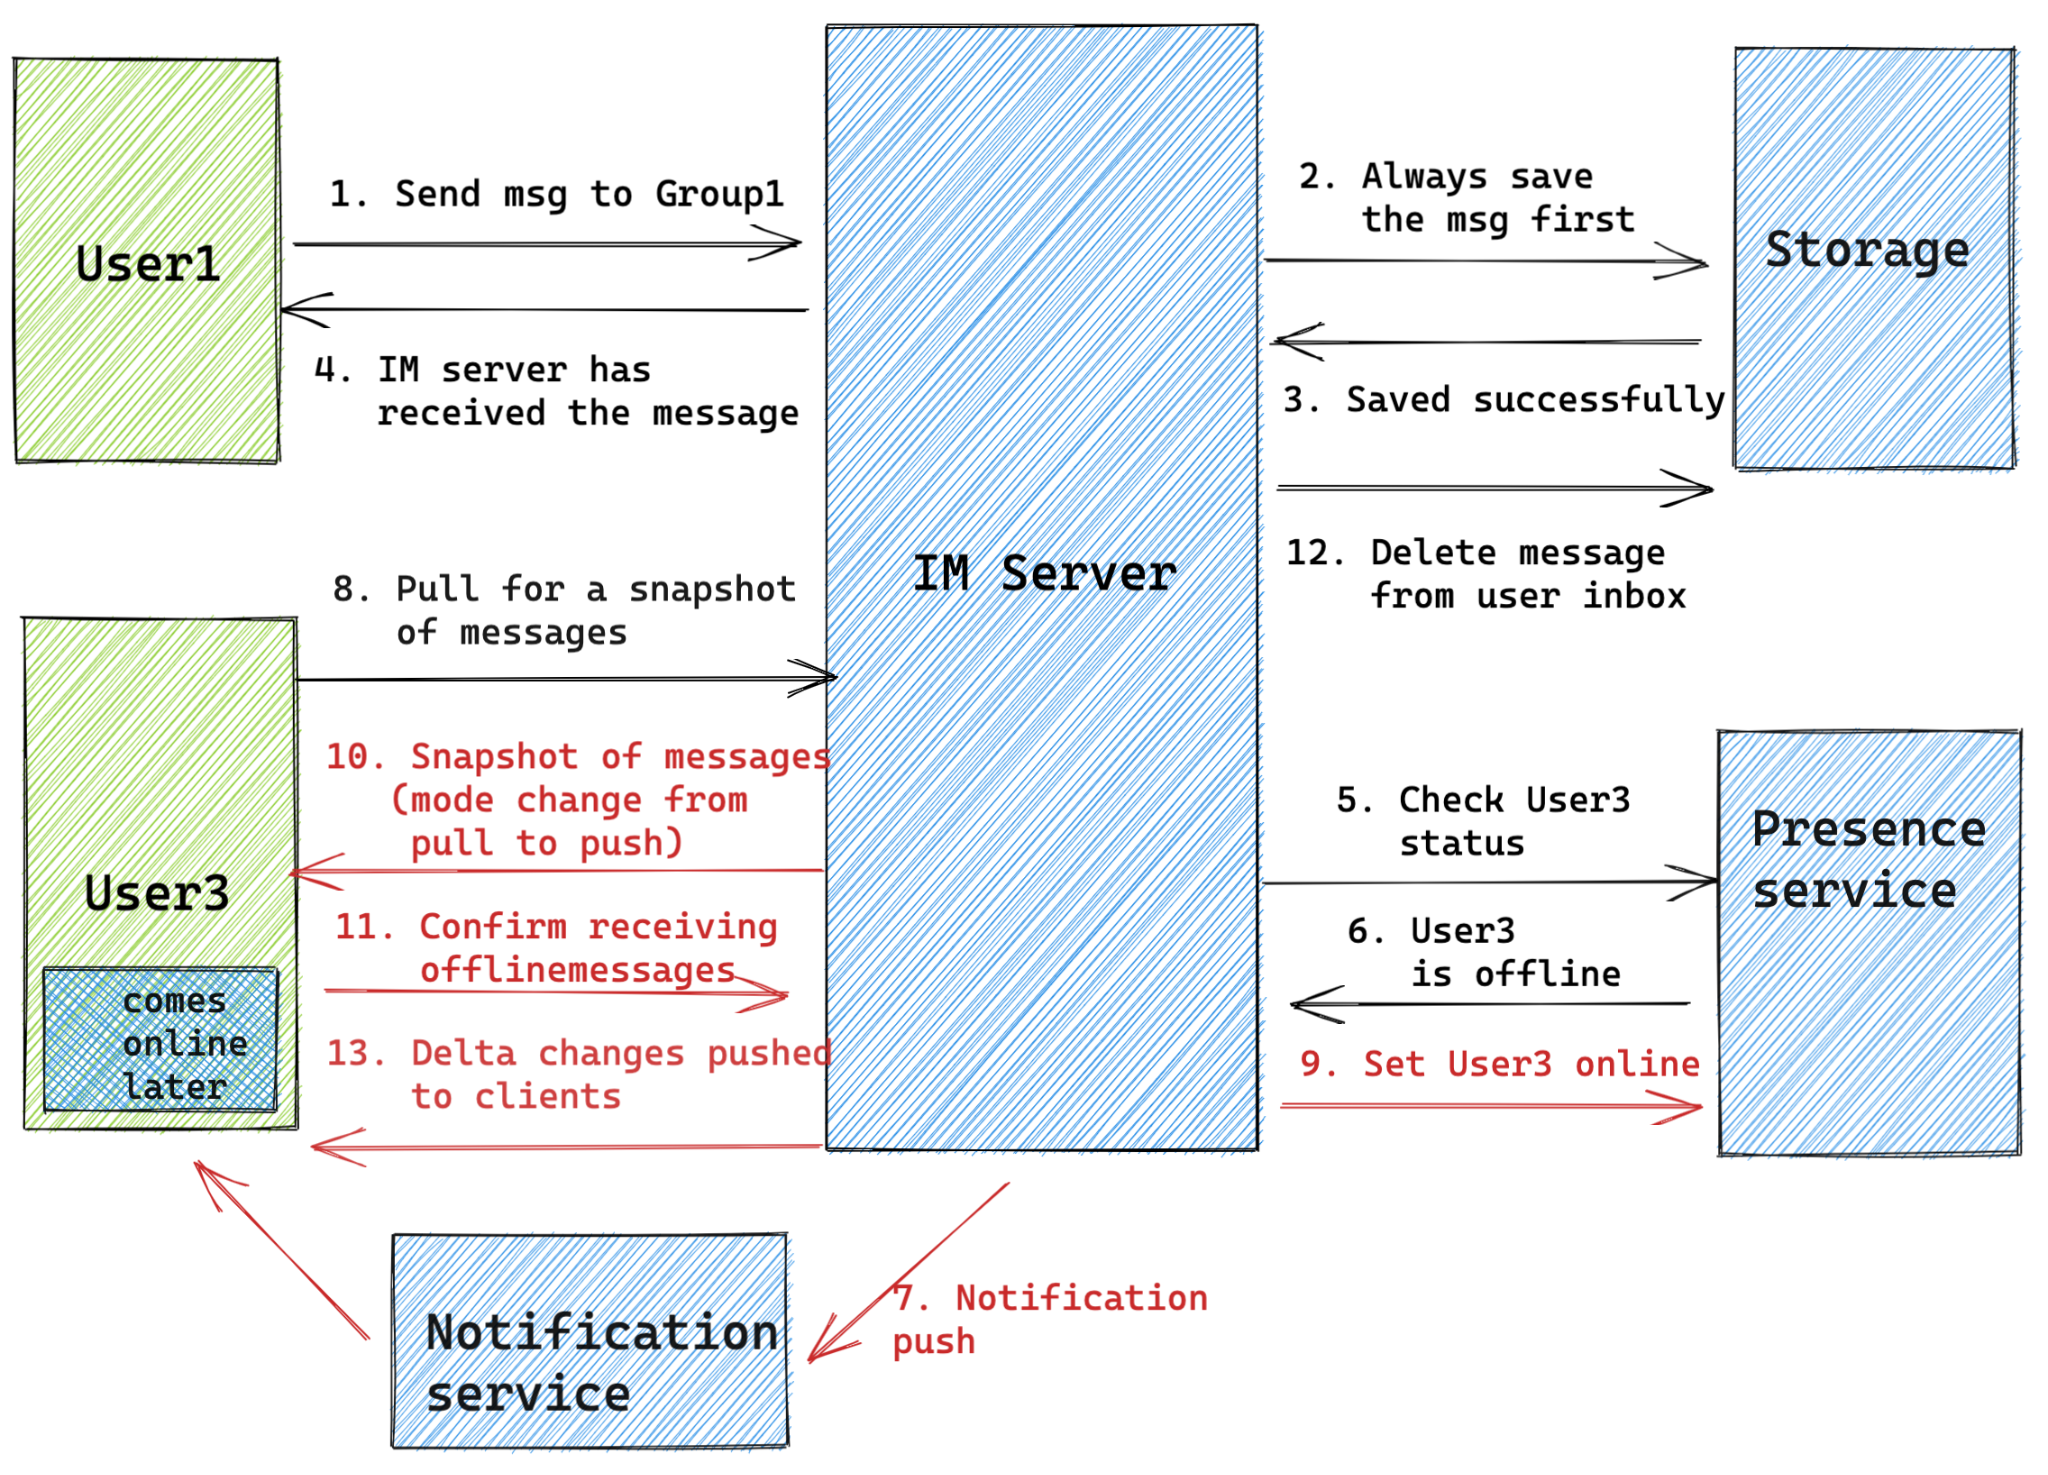 User1
1. Send msg to Group1
4. IM server has
received the message
IM Server
2. Always save
the msg first
3. Saved successfully
12. Delete message
from user inbox
Storage
8. Pull for a snapshot
of messages
10. Snapshot of messages
(mode change from
pull to push)
User3
11. Confirm receiving
offlinemessages
comes
online
later
13. Delta changes pushed
to clients
5. Check User3
status
6. User3
is offline
9. Set User3 online
Presence
service
7. Notification
push
Notification
service